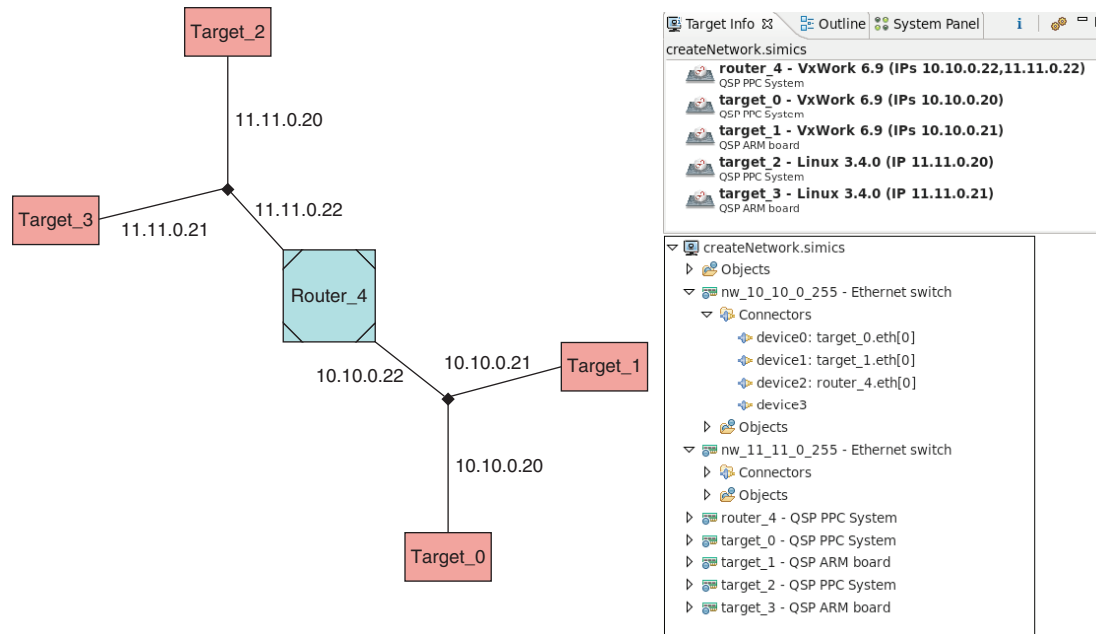 Target_2
11.11.0.20
Target_3
11.11.0.21
11.11.0.22
Router_4
10.10.0.22
10.10.0.21
Target_1
10.10.0.20
Target_0
Target Info Outline System Panel
createNetwork.simics
router_4 - VxWork 6.9 (IPs 10.10.0.22,11.11.0.22)
QSP PPC System
target_0 - VxWork 6.9 (IPs 10.10.0.20)
QSP PPC System
target_1 - VxWork 6.9 (IPs 10.10.0.21)
QSP ARM board
target_2 - Linux 3.4.0 (IP 11.11.0.20)
QSP PPC System
target_3 - Linux 3.4.0 (IP 11.11.0.21)
QSP ARM board
createNetwork.simics
Objects
nw_10_10_0_255 - Ethernet switch
Connectors
device0: target_0.eth[0]
device1: target_1.eth[0]
device2: router_4.eth[0]
device3
Objects
nw_11_11_0_255 - Ethernet switch
Connectors
Objects
router_4 - QSP PPC System
target_0 - QSP PPC System
target_1 - QSP ARM board
target_2 - QSP PPC System
target_3 - QSP ARM board